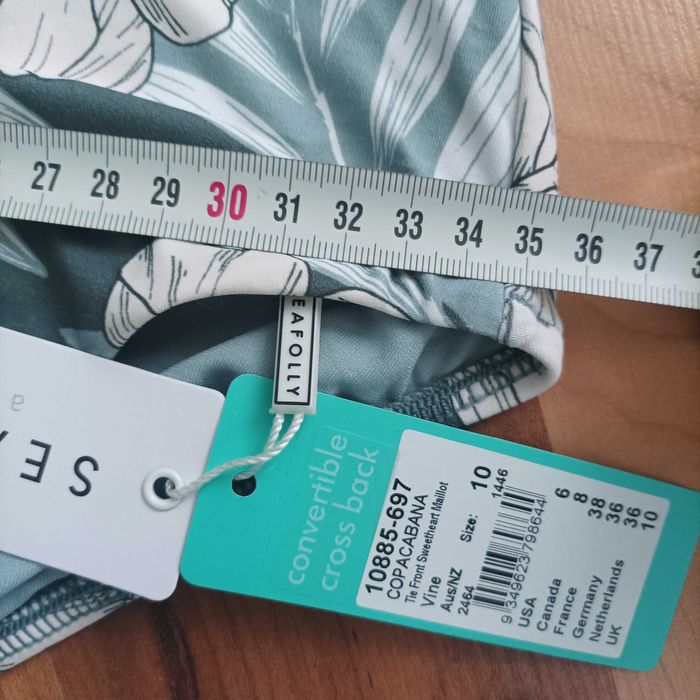 27 28 29 30 31 32 33 34 35 36 37
EAFOLLY
SEA
a
convertible
cross back
10885-697
COPACABANA
Tie Front Sweetheart Maillot
Vine
Size: 10
Aus/NZ
2464
1446
9 349623 798644
USA 6
Canada 8
France 38
Germany 36
Netherlands 36
UK 10